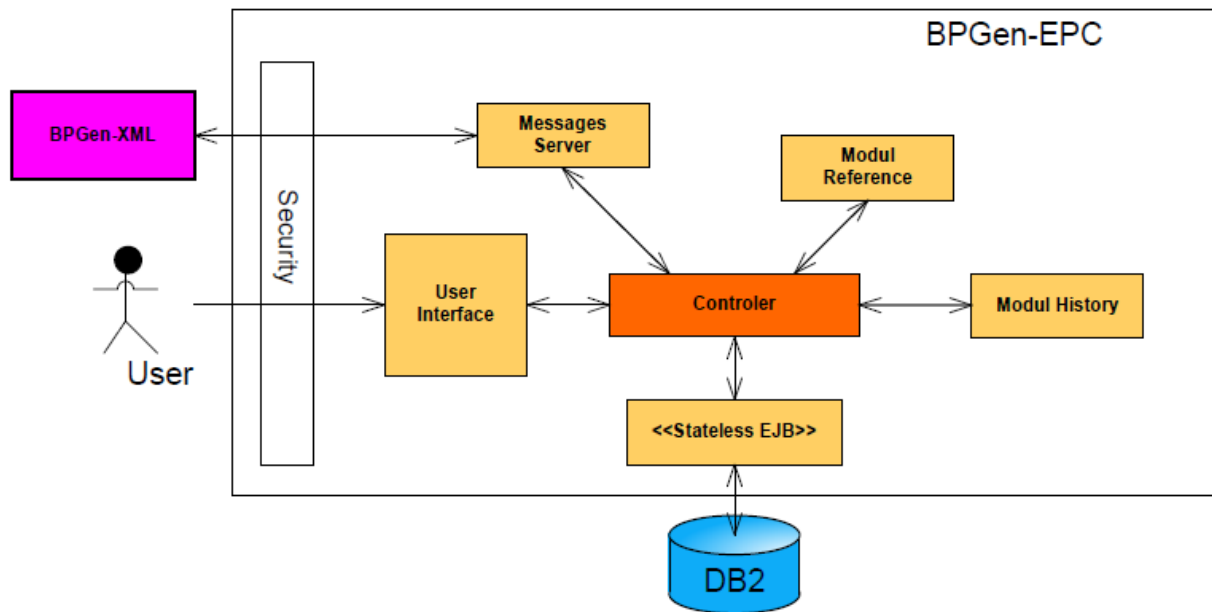 BPGen-EPC
BPGen-XML
Messages
Server
Modul
Reference
Security
User
Interface
Controler
Modul History
User
<<Stateless EJB>>
DB2